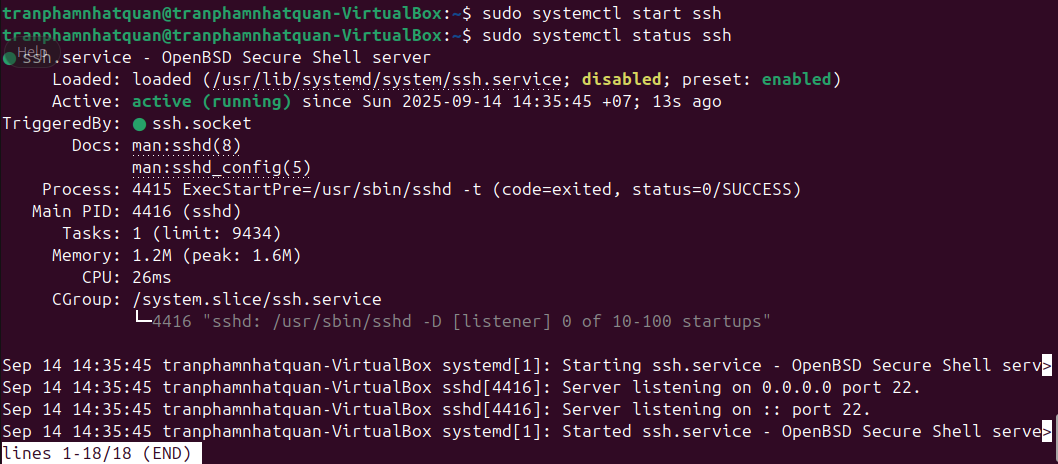 tranphamnhatquan@tranphamnhatquan-VirtualBox:~$ sudo systemctl start ssh
tranphamnhatquan@tranphamnhatquan-VirtualBox:~$ sudo systemctl status ssh
Help
● ssh.service - OpenBSD Secure Shell server
     Loaded: loaded (/usr/lib/systemd/system/ssh.service; disabled; preset: enabled)
     Active: active (running) since Sun 2025-09-14 14:35:45 +07; 13s ago
TriggeredBy: ● ssh.socket
       Docs: man:sshd(8)
             man:sshd_config(5)
    Process: 4415 ExecStartPre=/usr/sbin/sshd -t (code=exited, status=0/SUCCESS)
   Main PID: 4416 (sshd)
      Tasks: 1 (limit: 9434)
     Memory: 1.2M (peak: 1.6M)
        CPU: 26ms
     CGroup: /system.slice/ssh.service
             └─4416 "sshd: /usr/sbin/sshd -D [listener] 0 of 10-100 startups"
Sep 14 14:35:45 tranphamnhatquan-VirtualBox systemd[1]: Starting ssh.service - OpenBSD Secure Shell serv>
Sep 14 14:35:45 tranphamnhatquan-VirtualBox sshd[4416]: Server listening on 0.0.0.0 port 22.
Sep 14 14:35:45 tranphamnhatquan-VirtualBox sshd[4416]: Server listening on :: port 22.
Sep 14 14:35:45 tranphamnhatquan-VirtualBox systemd[1]: Started ssh.service - OpenBSD Secure Shell serve>
lines 1-18/18 (END)